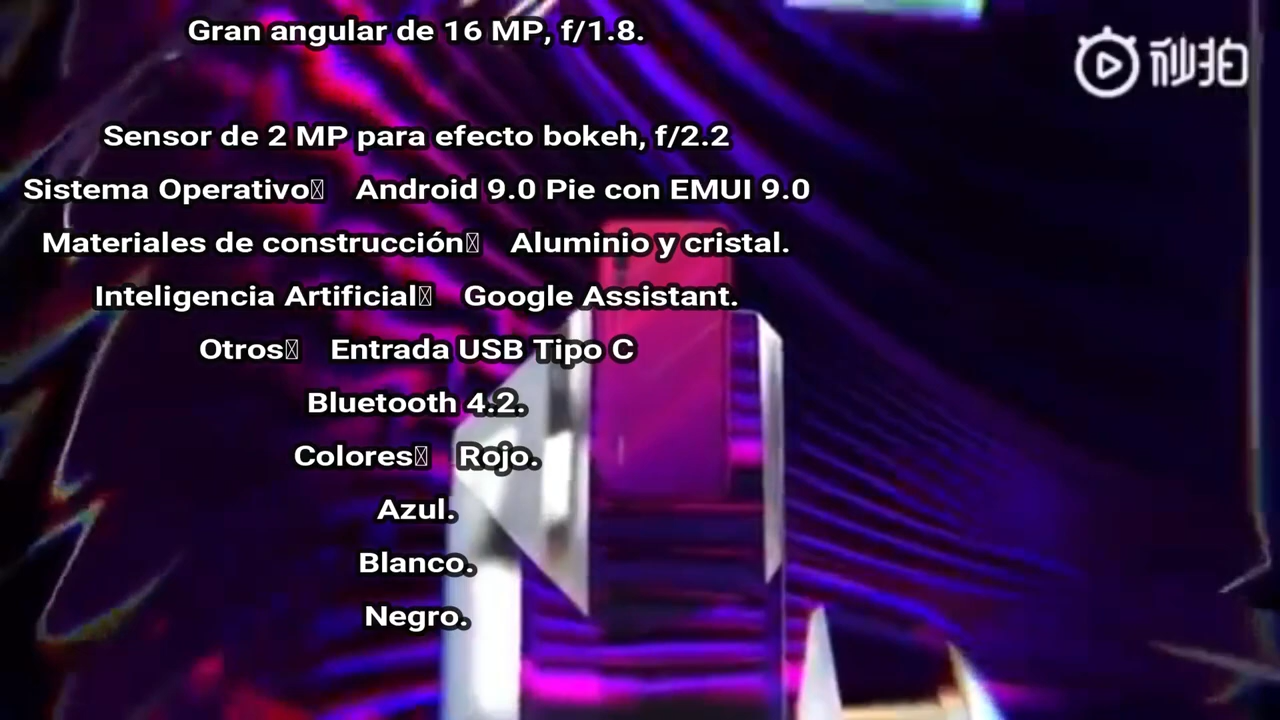 Gran angular de 16 MP, f/1.8.
秒拍
Sensor de 2 MP para efecto bokeh, f/2.2
Sistema Operativo Android 9.0 Pie con EMUI 9.0
Materiales de construcción Aluminio y cristal.
Inteligencia Artificial Google Assistant.
Otros Entrada USB Tipo C
Bluetooth 4.2.
Colores Rojo.
Azul.
Blanco.
Negro.